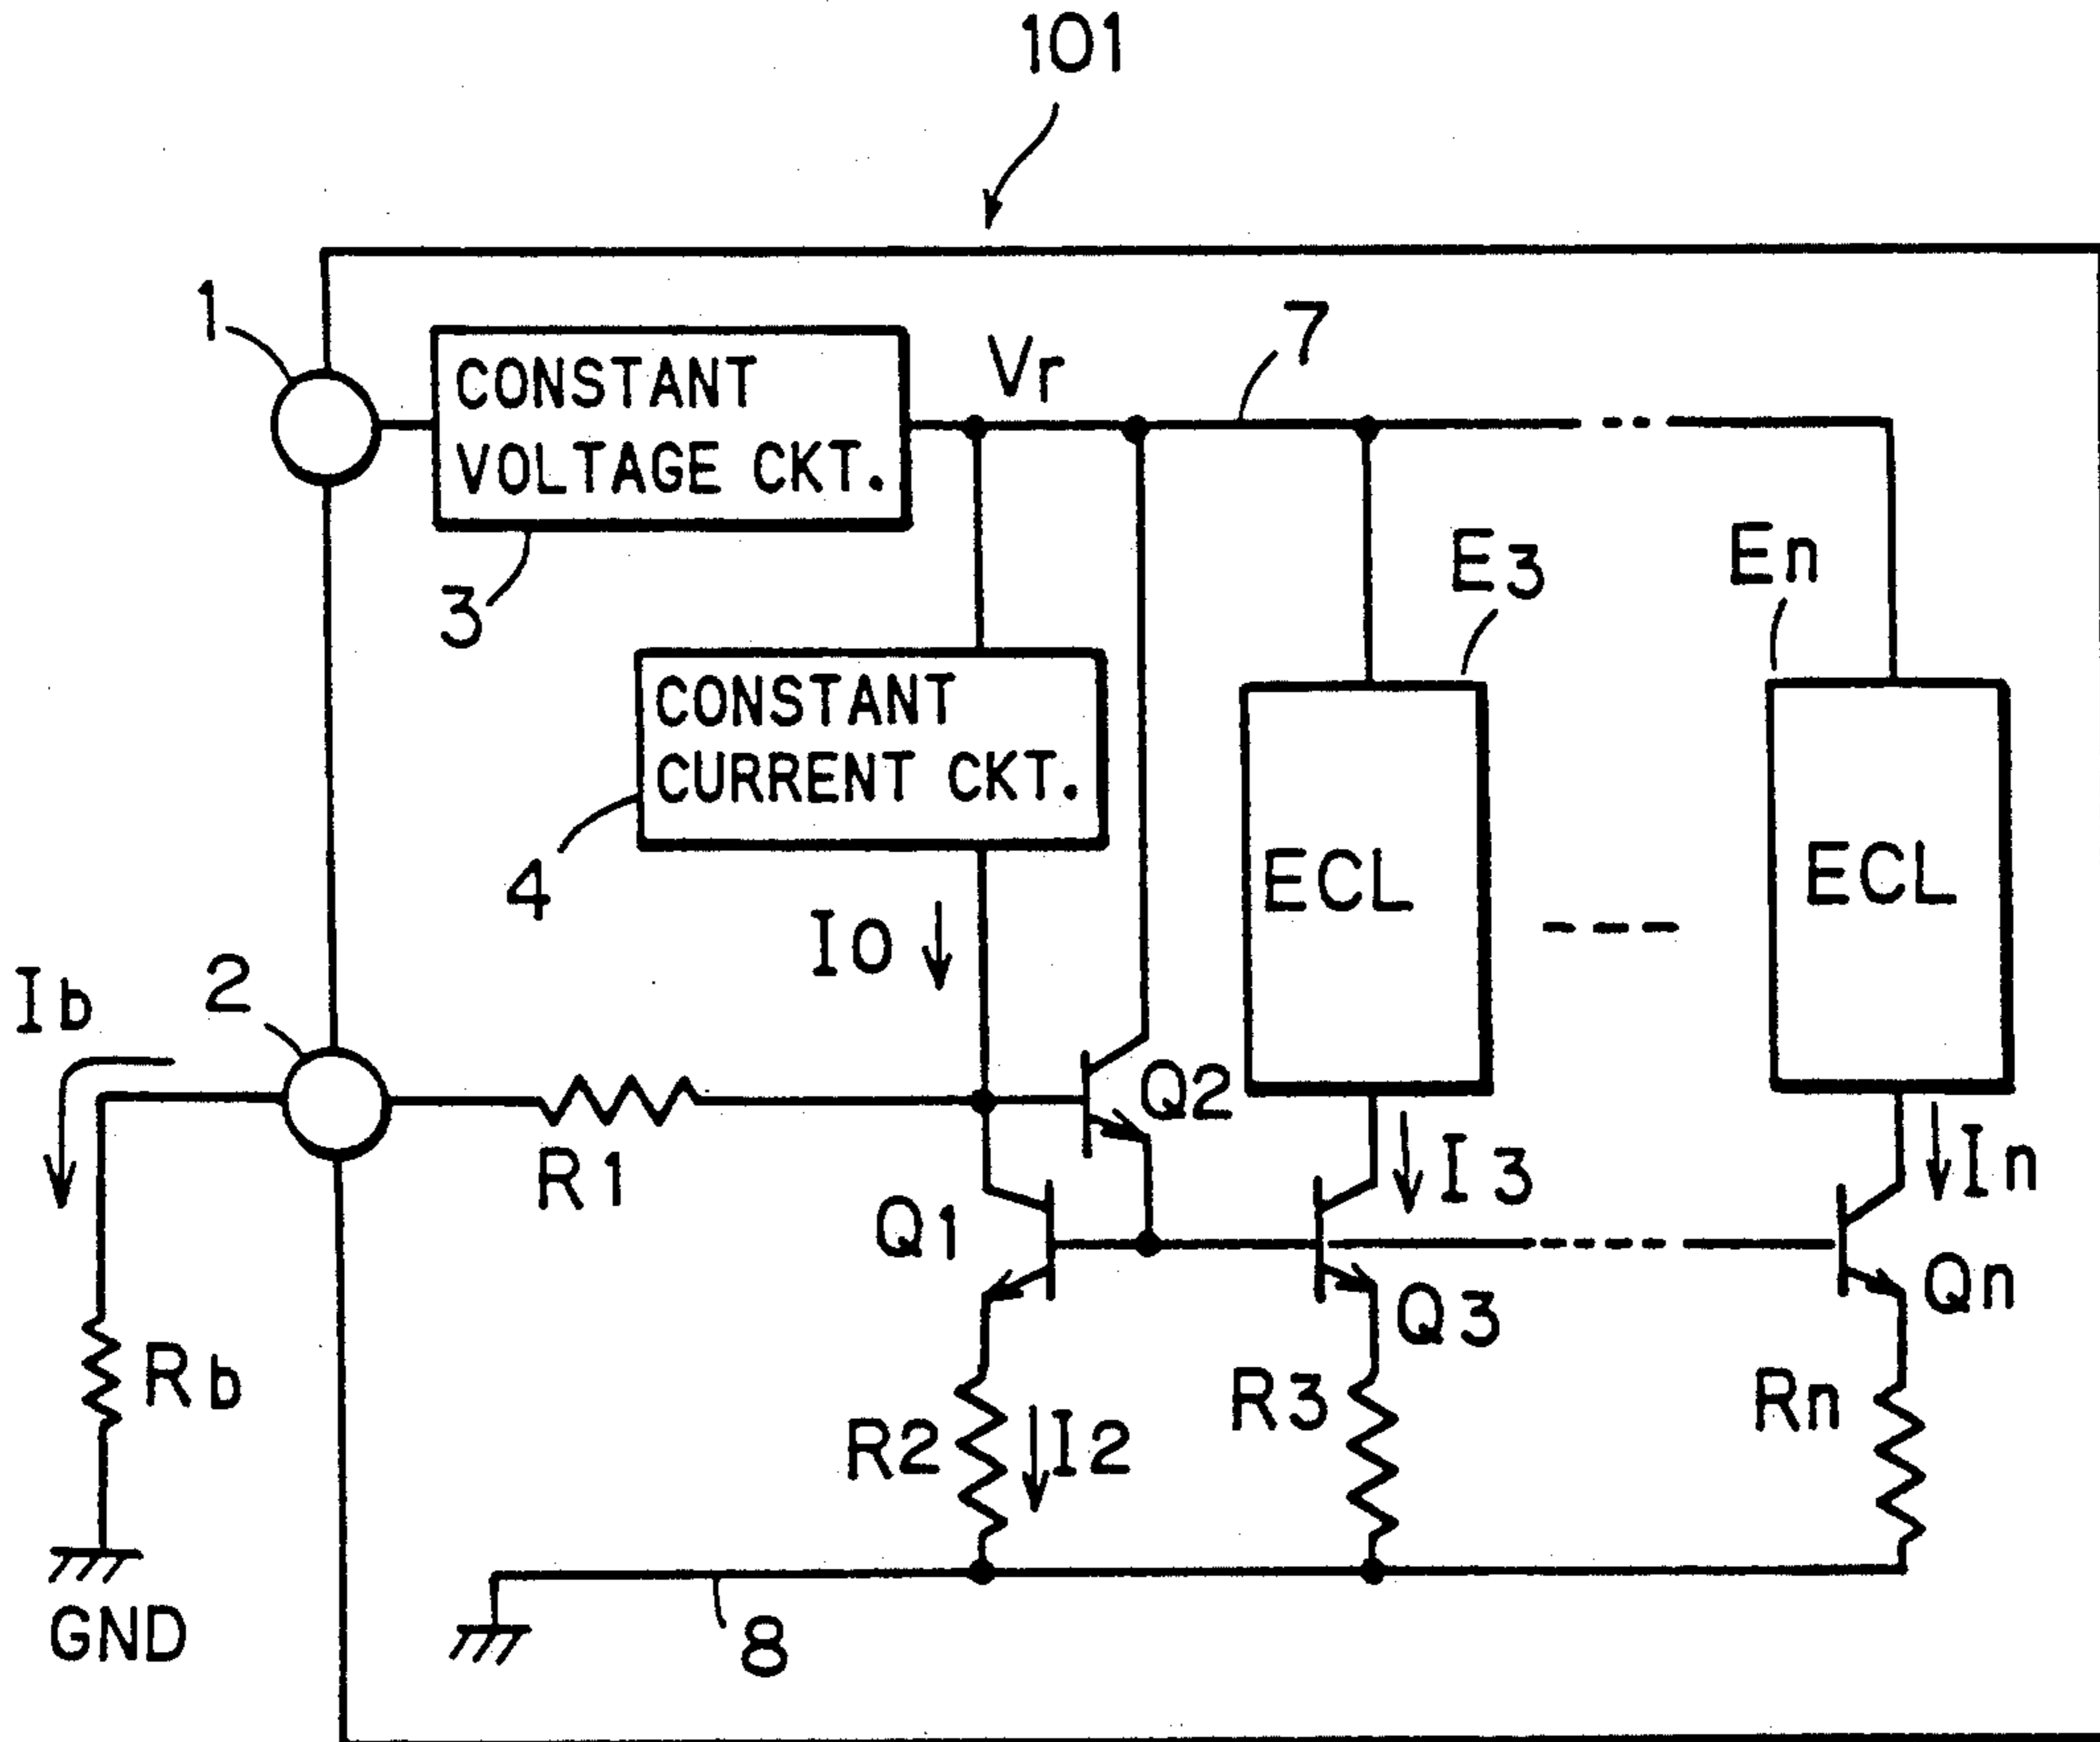 101
1
CONSTANT
VOLTAGE CKT.
Vr
7
3
E3
En
CONSTANT
CURRENT CKT.
4
ECL
ECL
I0
Ib
2
Q2
R1
I3
In
Q1
Q3
Qn
Rb
R2
I2
R3
Rn
GND
8